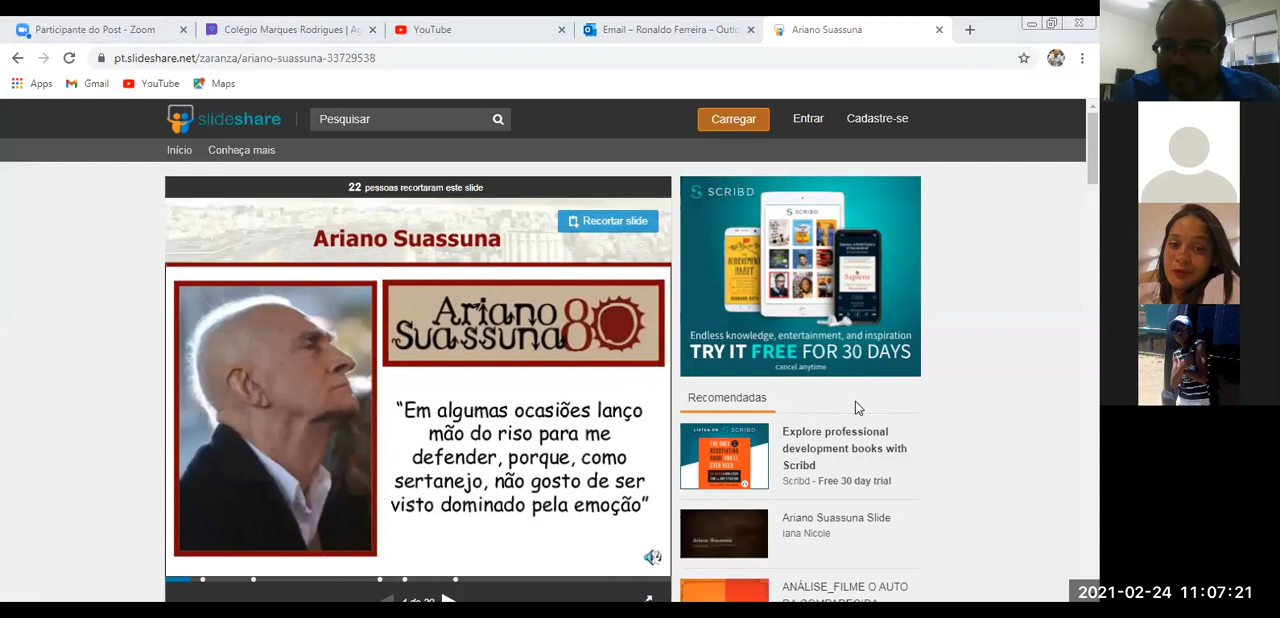 Participante do Post - Zoom
Colégio Marques Rodrigues | Ag
YouTube
Email – Ronaldo Ferreira – Outlo
Ariano Suassuna
pt.slideshare.net/zaranza/ariano-suassuna-33729538
Apps
Gmail
YouTube
Maps
slideshare
Pesquisar
Carregar
Entrar
Cadastre-se
Início
Conheça mais
22 pessoas recortaram este slide
Recortar slide
Ariano Suassuna
Ariano
Suassuna 80
“Em algumas ocasiões lanço
mão do riso para me
defender, porque, como
sertanejo, não gosto de ser
visto dominado pela emoção”
SCRIBD
SCRIBD
Endless knowledge, entertainment, and inspiration
TRY IT FREE FOR 30 DAYS
cancel anytime
Recomendadas
Explore professional
development books with
Scribd
Scribd - Free 30 day trial
Ariano Suassuna Slide
Iana Nicole
ANÁLISE_FILME O AUTO
2021-02-24 11:07:21